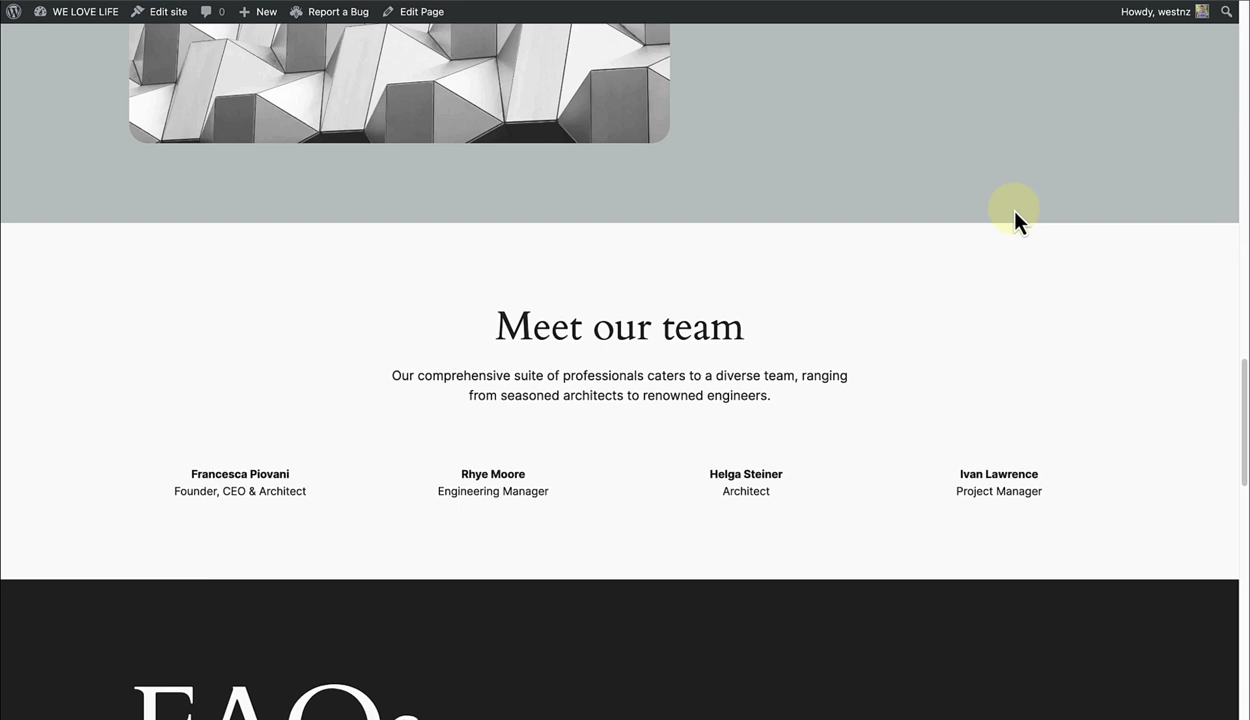 WE LOVE LIFE Edit site 0 New Report a Bug Edit Page Howdy, westnz
Meet our team
Our comprehensive suite of professionals caters to a diverse team, ranging
from seasoned architects to renowned engineers.
Francesca Piovani Rhye Moore Helga Steiner Ivan Lawrence
Founder, CEO & Architect Engineering Manager Architect Project Manager
FAQs